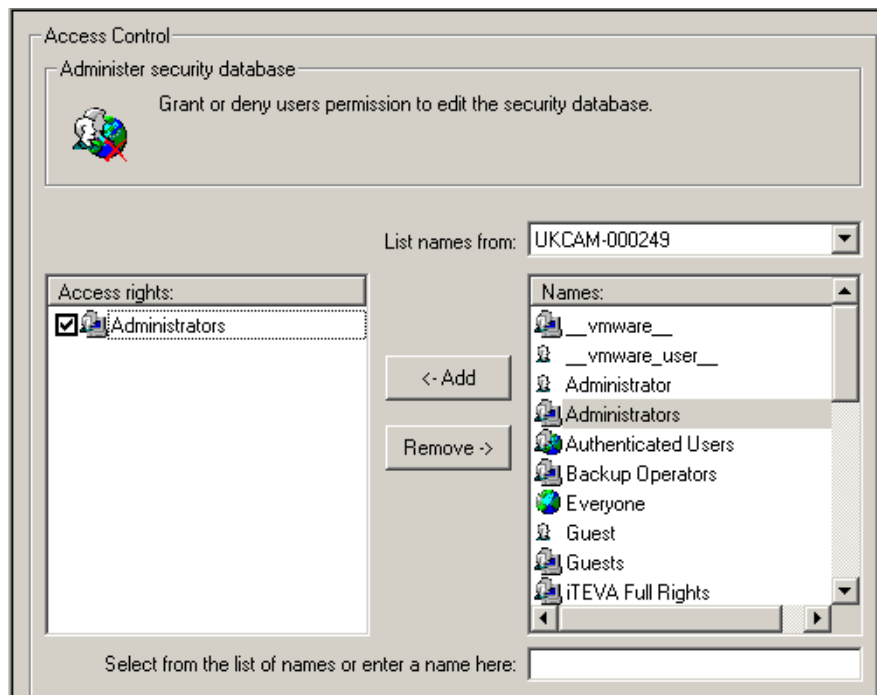 Access Control
Administer security database
Grant or deny users permission to edit the security database.
List names from: UKCAM-000249
Access rights:
Administrators
<- Add
Remove ->
Names:
__vmware__
__vmware_user__
Administrator
Administrators
Authenticated Users
Backup Operators
Everyone
Guest
Guests
iTEVA Full Rights
Select from the list of names or enter a name here: